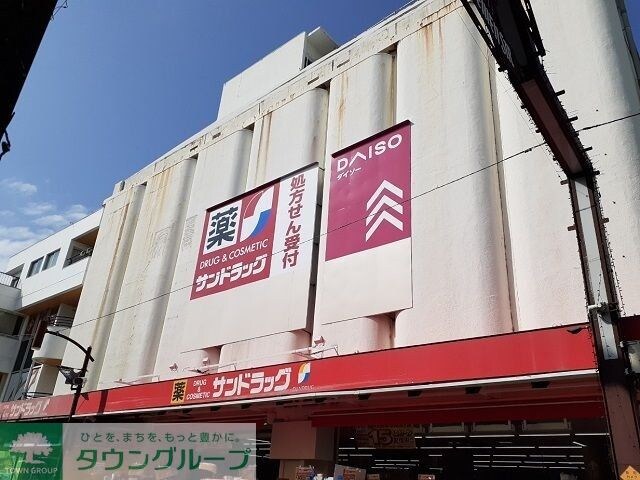 DAISO
ダイソー
薬
DRUG & COSMETIC
サンドラッグ
処方せん受付
薬
DRUG & COSMETIC
サンドラッグ
ひとを、まちを、もっと豊かに。
タウングループ
TOWN GROUP